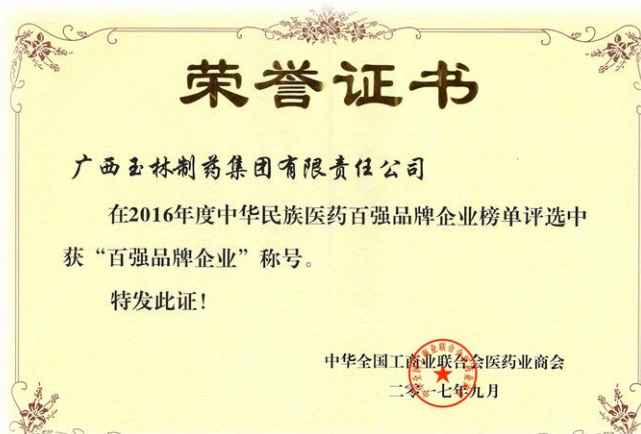 荣誉证书
广西玉林制药集团有限责任公司
在2016年度中华民族医药百强品牌企业榜单评选中
获“百强品牌企业”称号。
特发此证!
中华全国工商业联合会医药业商会
二零一七年九月